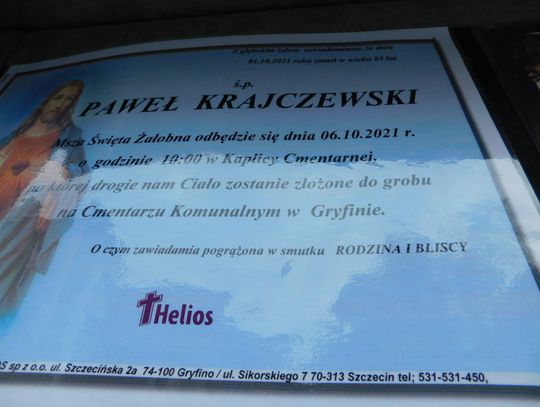 Z głębokim żalem zawiadamiamy, że dnia
01.10.2021 roku zmarł w wieku 85 lat
ś.p.
PAWEŁ KRAJCZEWSKI
Msza Święta Żałobna odbędzie się dnia 06.10.2021 r.
o godzinie 10:00 w Kaplicy Cmentarnej,
po której drogie nam Ciało zostanie złożone do grobu
na Cmentarzu Komunalnym w Gryfinie.
O czym zawiadamia pogrążona w smutku RODZINA I BLISCY
Helios
OS sp z o.o. ul. Szczecińska 2a 74-100 Gryfino / ul. Sikorskiego 7 70-313 Szczecin tel; 531-531-450,